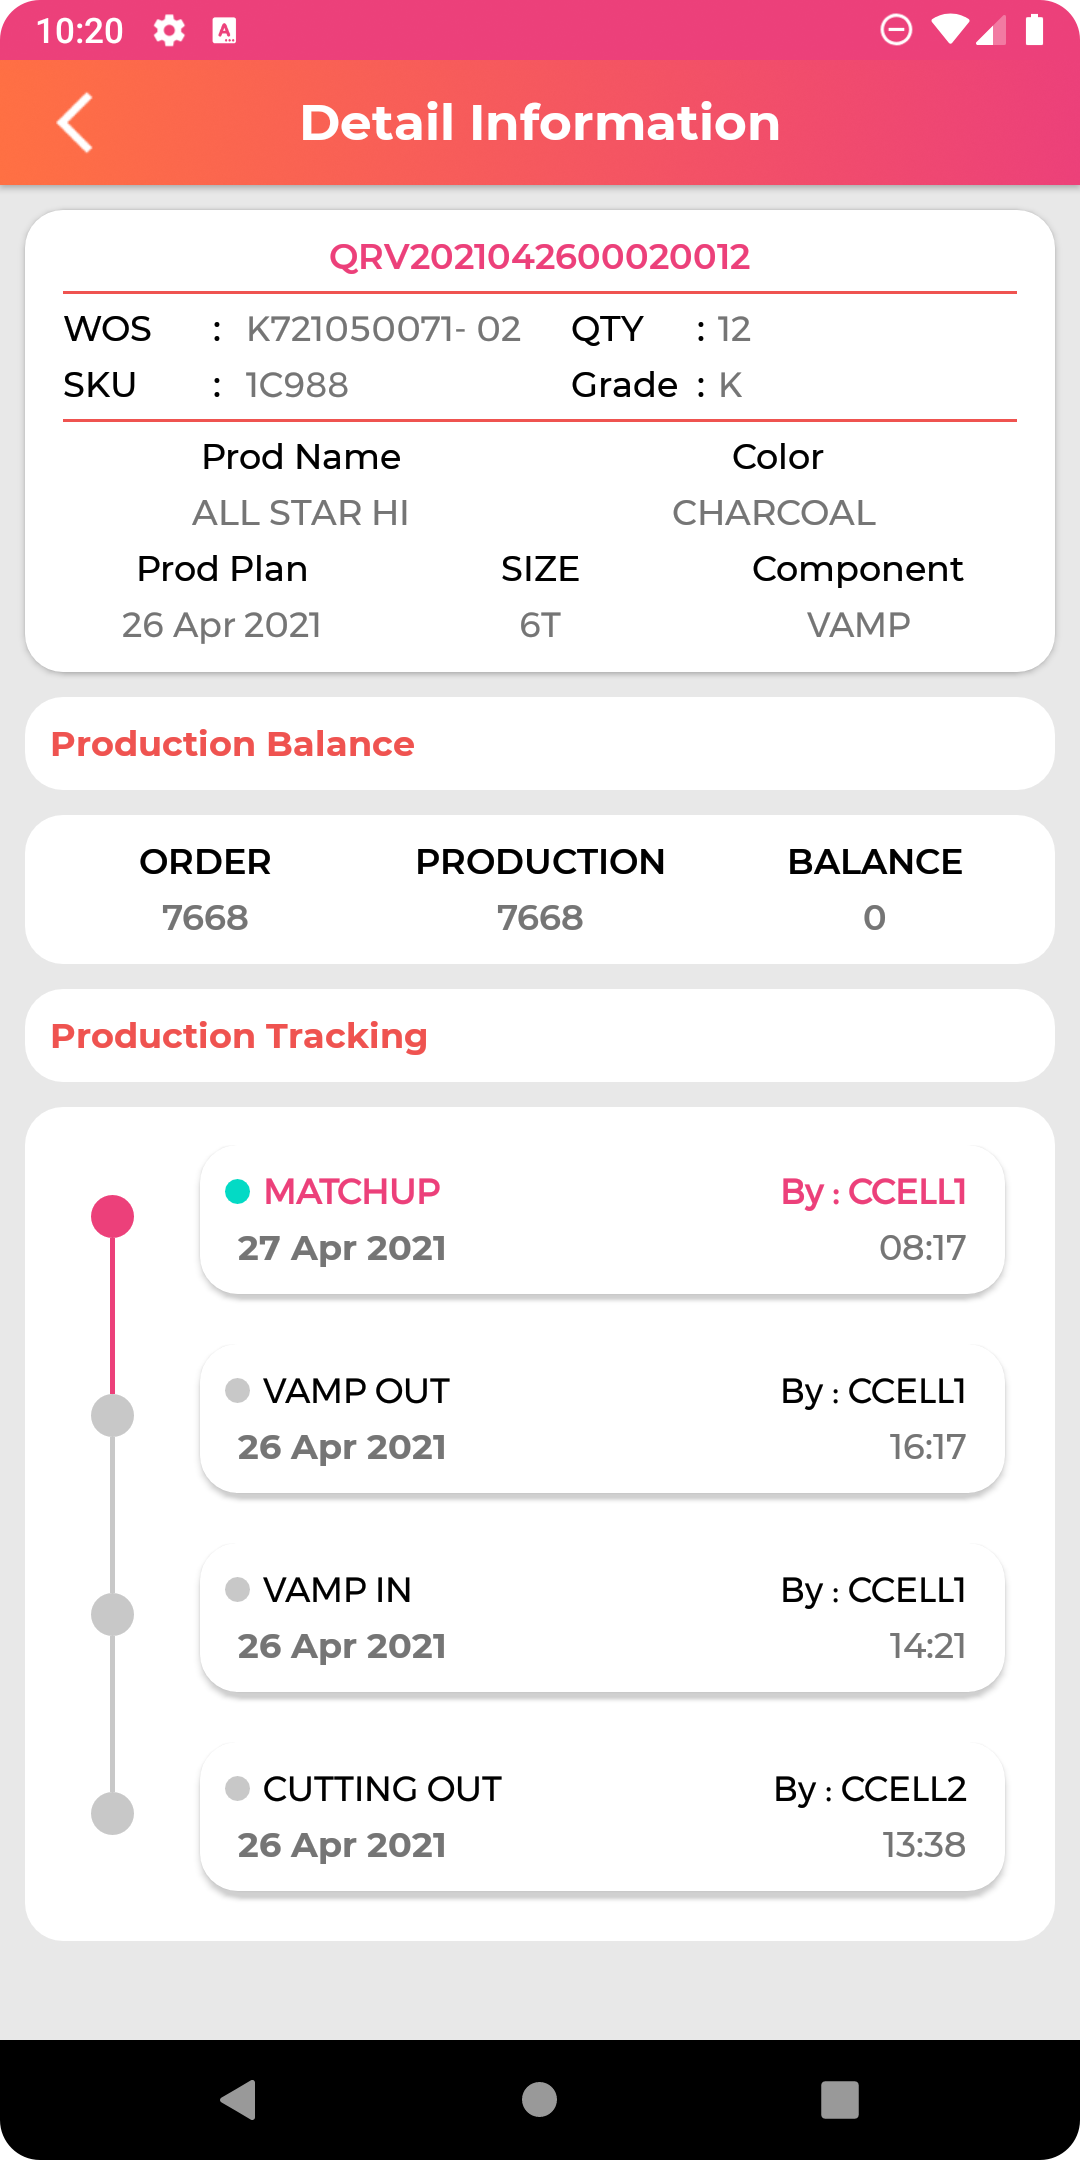 10:20
Detail Information
QRV2021042600020012
WOS : K721050071- 02 QTY : 12
SKU : 1C988 Grade : K
Prod Name Color
ALL STAR HI CHARCOAL
Prod Plan SIZE Component
26 Apr 2021 6T VAMP
Production Balance
ORDER PRODUCTION BALANCE
7668 7668 0
Production Tracking
MATCHUP By : CCELL1
27 Apr 2021 08:17
VAMP OUT By : CCELL1
26 Apr 2021 16:17
VAMP IN By : CCELL1
26 Apr 2021 14:21
CUTTING OUT By : CCELL2
26 Apr 2021 13:38